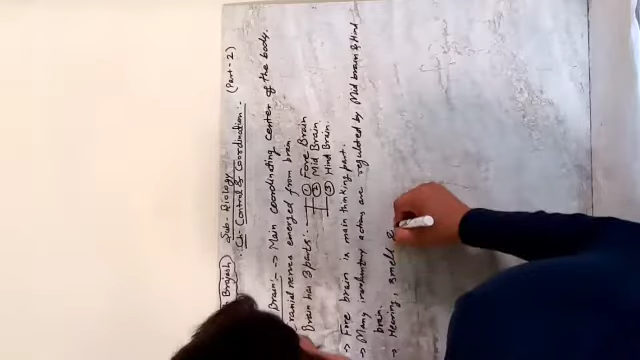 Brajesh Sub- Biology (Part-2)
Ch- Control & Coordination.
Brain:- → Main coordinating center of the body.
ranial nerves emerged from brain
Brain has 3 parts. ① Fore Brain
② Mid Brain
③ Hind Brain.
→ Fore brain is main thinking part.
→ Many involuntary actions are regulated by Mid brain & Hind
brain.
→ Hearing, smell &